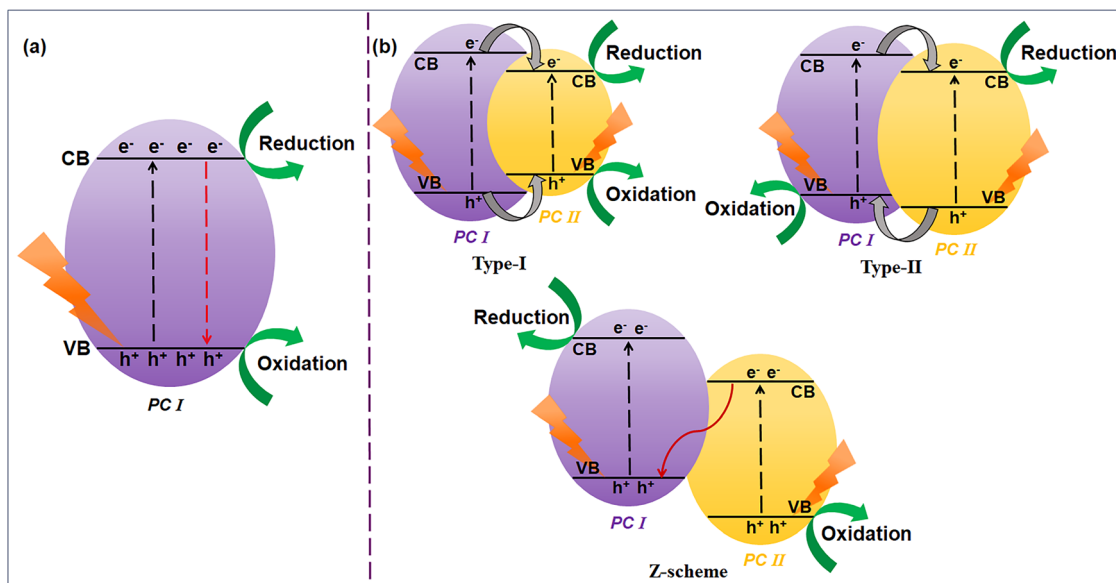 (a)
CB
e- e- e- e-
Reduction
VB
h+ h+ h+ h+
Oxidation
PC I
(b)
e-
CB
e-
CB
Reduction
VB
h+
VB
h+
Oxidation
PC I
PC II
Type-I
e-
CB
e-
CB
Reduction
Oxidation
VB
h+
VB
h+
PC I
PC II
Type-II
Reduction
e- e-
CB
e- e-
CB
VB
h+ h+
VB
h+ h+
Oxidation
PC I
PC II
Z-scheme